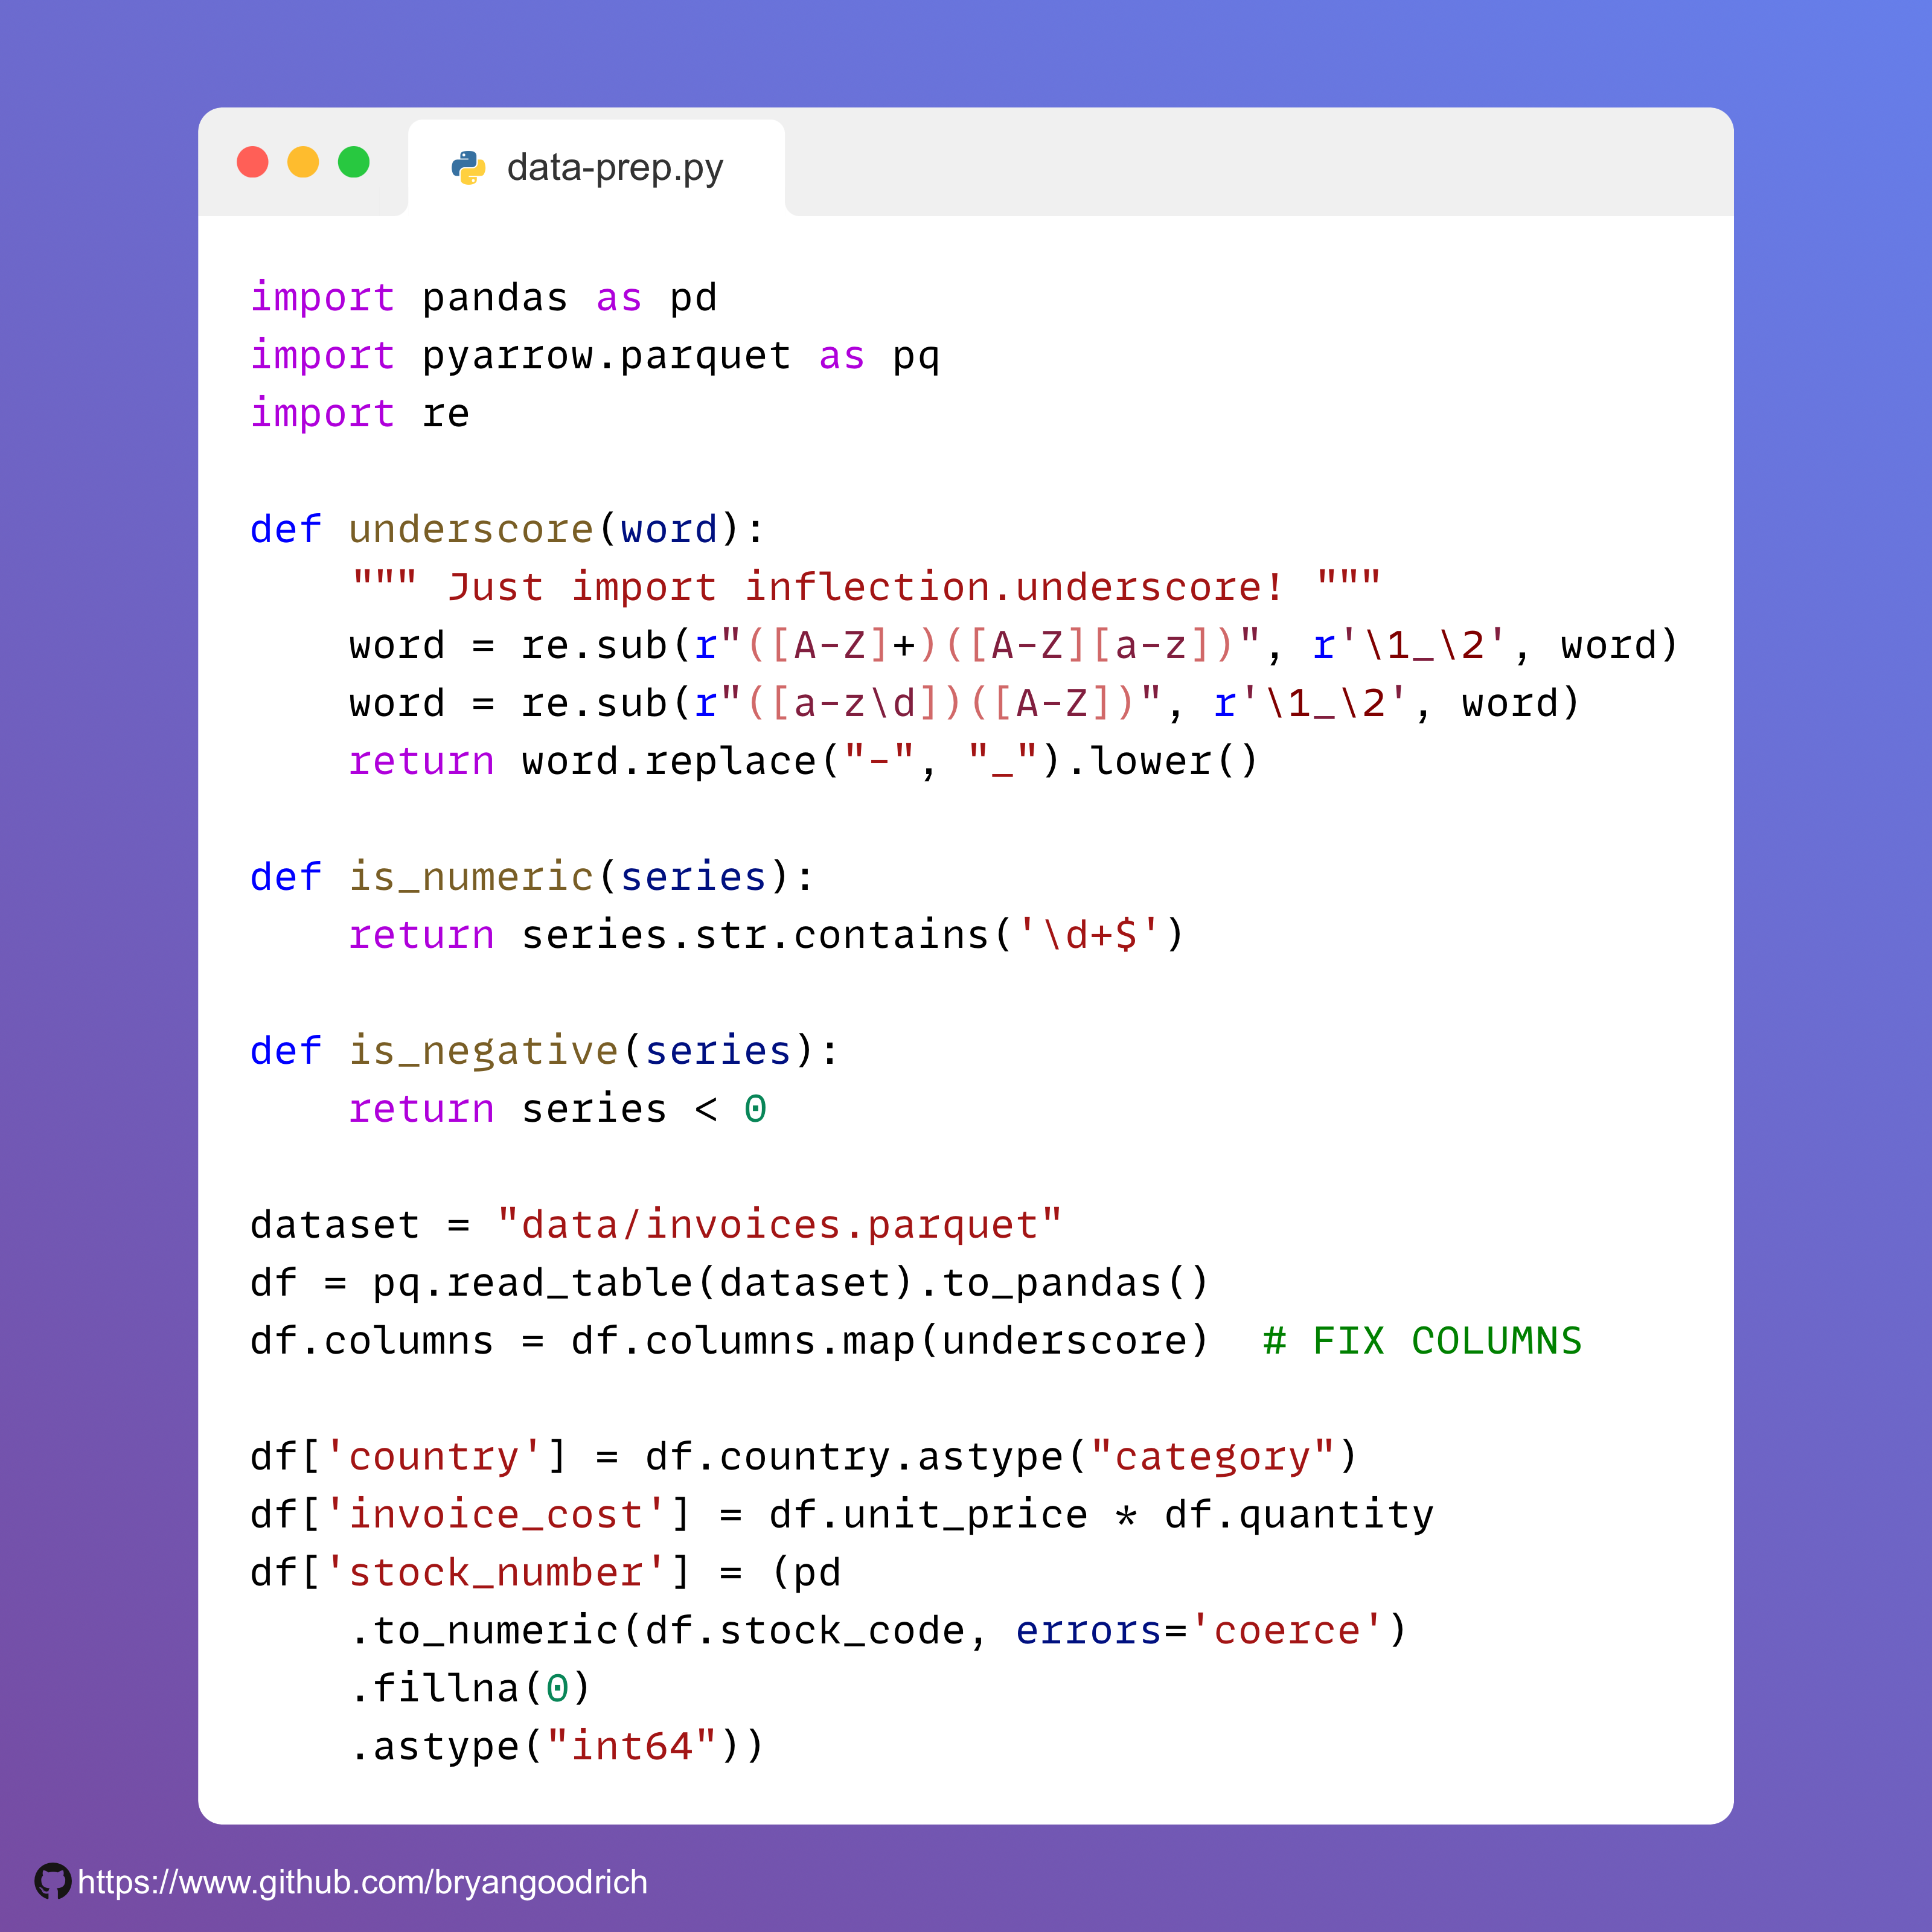 data-prep.py
import pandas as pd
import pyarrow.parquet as pq
import re
def underscore(word):
    """ Just import inflection.underscore! """
    word = re.sub(r"([A-Z]+)([A-Z][a-z])", r'\1_\2', word)
    word = re.sub(r"([a-z\d])([A-Z])", r'\1_\2', word)
    return word.replace("-", "_").lower()
def is_numeric(series):
    return series.str.contains('\d+$')
def is_negative(series):
    return series < 0
dataset = "data/invoices.parquet"
df = pq.read_table(dataset).to_pandas()
df.columns = df.columns.map(underscore)  # FIX COLUMNS
df['country'] = df.country.astype("category")
df['invoice_cost'] = df.unit_price * df.quantity
df['stock_number'] = (pd
    .to_numeric(df.stock_code, errors='coerce')
    .fillna(0)
    .astype("int64"))
https://www.github.com/bryangoodrich